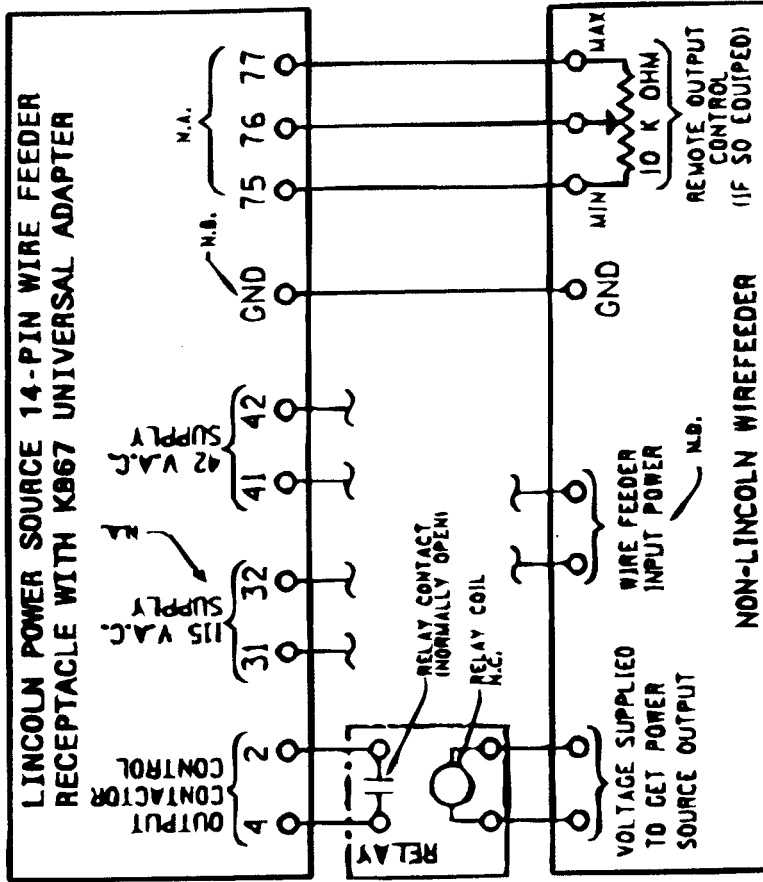 LINCOLN POWER SOURCE 14-PIN WIRE FEEDER
RECEPTACLE WITH K867 UNIVERSAL ADAPTER
OUTPUT
CONTACTOR
CONTROL
115 V.A.C.
SUPPLY
N.A.
42 V.A.C.
SUPPLY
N.B.
N.A.
4
2
31
32
41
42
GND
75
76
77
RELAY
RELAY CONTACT
(NORMALLY OPEN)
RELAY COIL
N.C.
GND
MIN
MAX
10 K OHM
VOLTAGE SUPPLIED
TO GET POWER
SOURCE OUTPUT
WIRE FEEDER
INPUT POWER
N.B.
REMOTE OUTPUT
CONTROL
(IF SO EQUIPED)
NON-LINCOLN WIREFEEDER